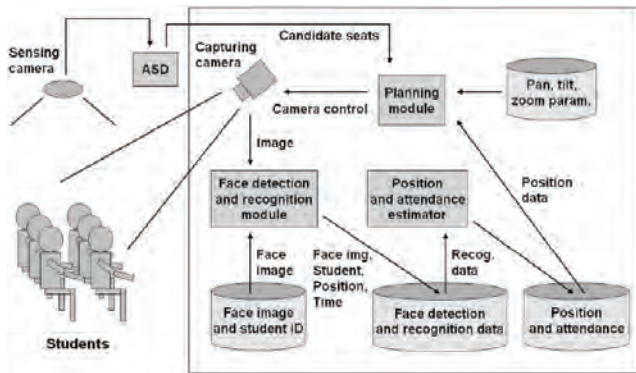 Sensing
camera
ASD
Capturing
camera
Candidate seats
Planning
module
Pan, tilt,
zoom param.
Camera control
Image
Face detection
and recognition
module
Position
and attendance
estimator
Position
data
Face
image
Face img,
Student,
Position,
Time
Recog.
data
Face image
and student iD
Face detection
and recognition data
Position
and attendance
Students